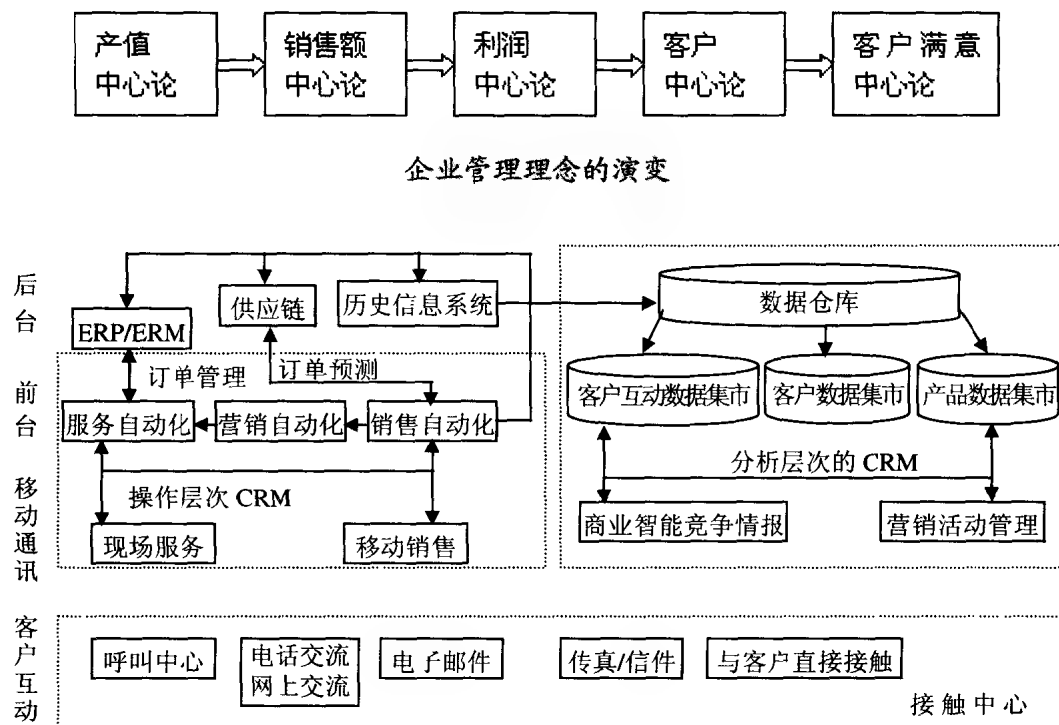 产值 销售额 利润 客户 客户满意
中心论 中心论 中心论 中心论 中心论
企业管理理念的演变
后台
供应链 历史信息系统 数据仓库
ERP/ERM
前台
订单管理 订单预测
客户互动数据集市 客户数据集市 产品数据集市
服务自动化 营销自动化 销售自动化
分析层次的 CRM
移动通讯
操作层次 CRM
商业智能竞争情报 营销活动管理
现场服务 移动销售
客户互动
呼叫中心 电话交流 电子邮件 传真/信件 与客户直接接触
网上交流
接触中心